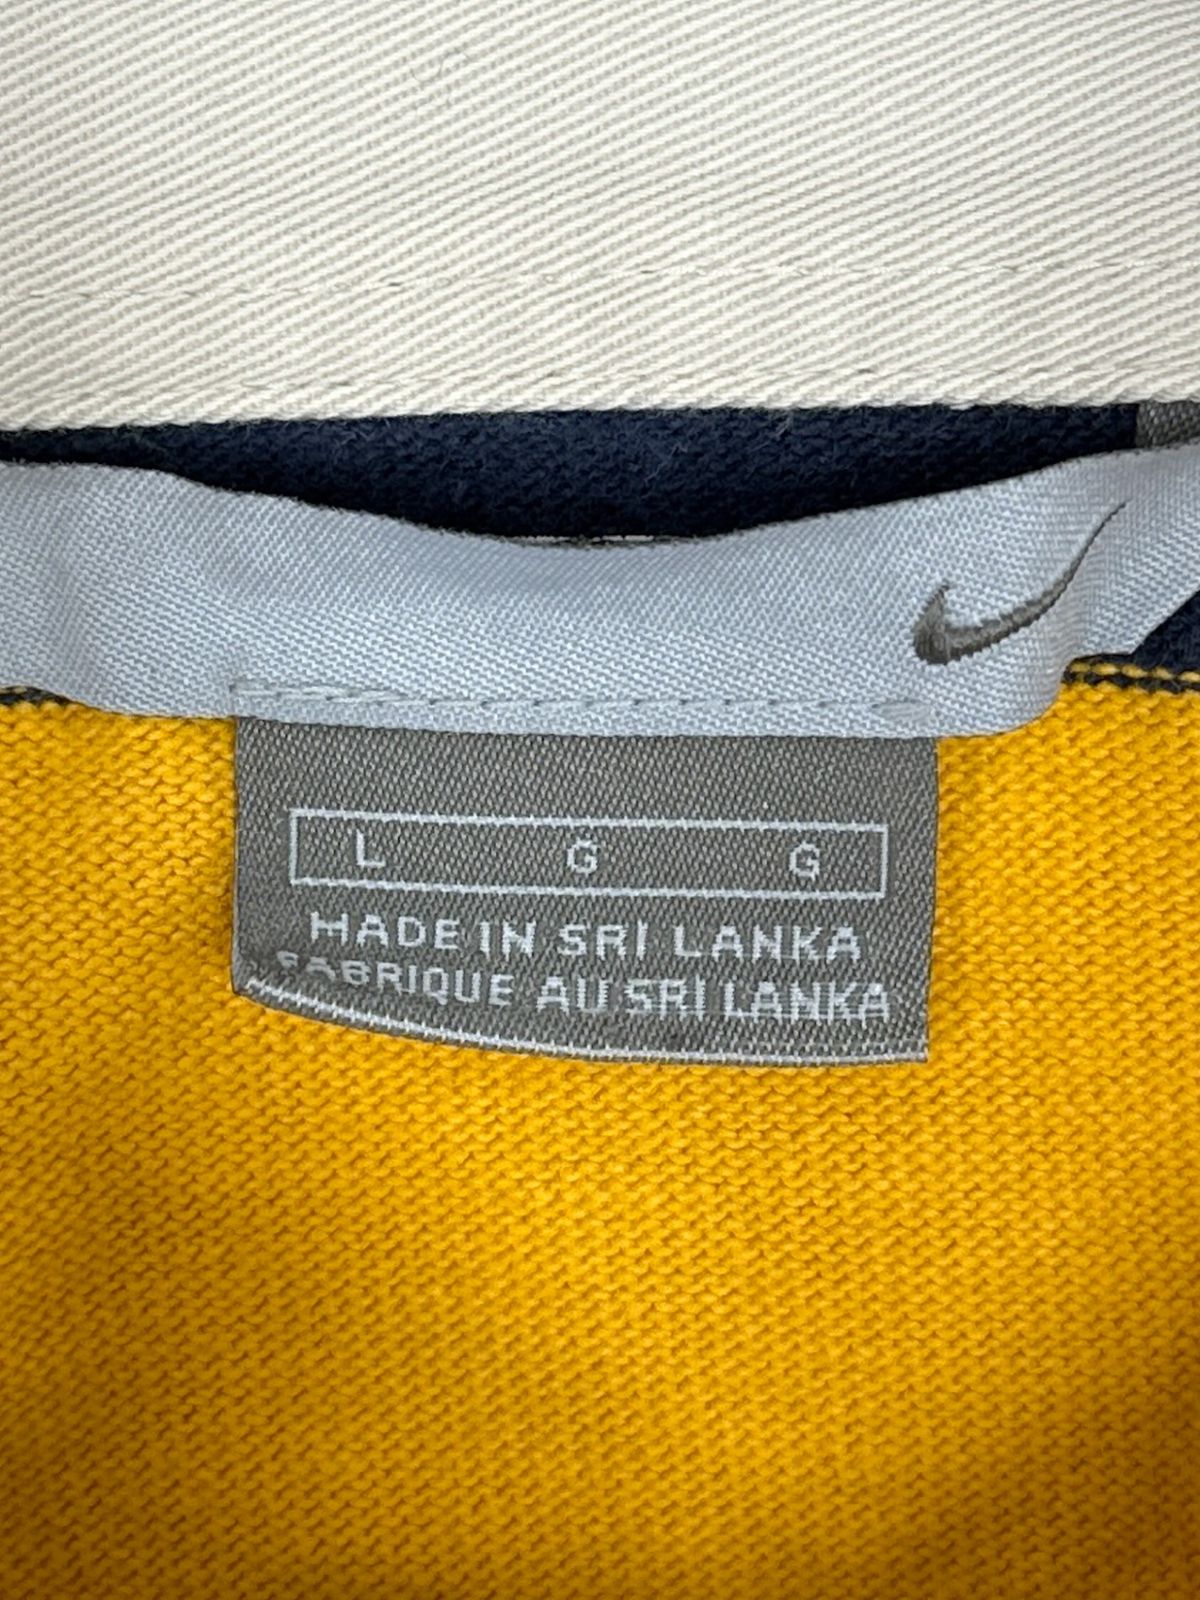 L G G
MADE IN SRI LANKA
FABRIQUE AU SRI LANKA